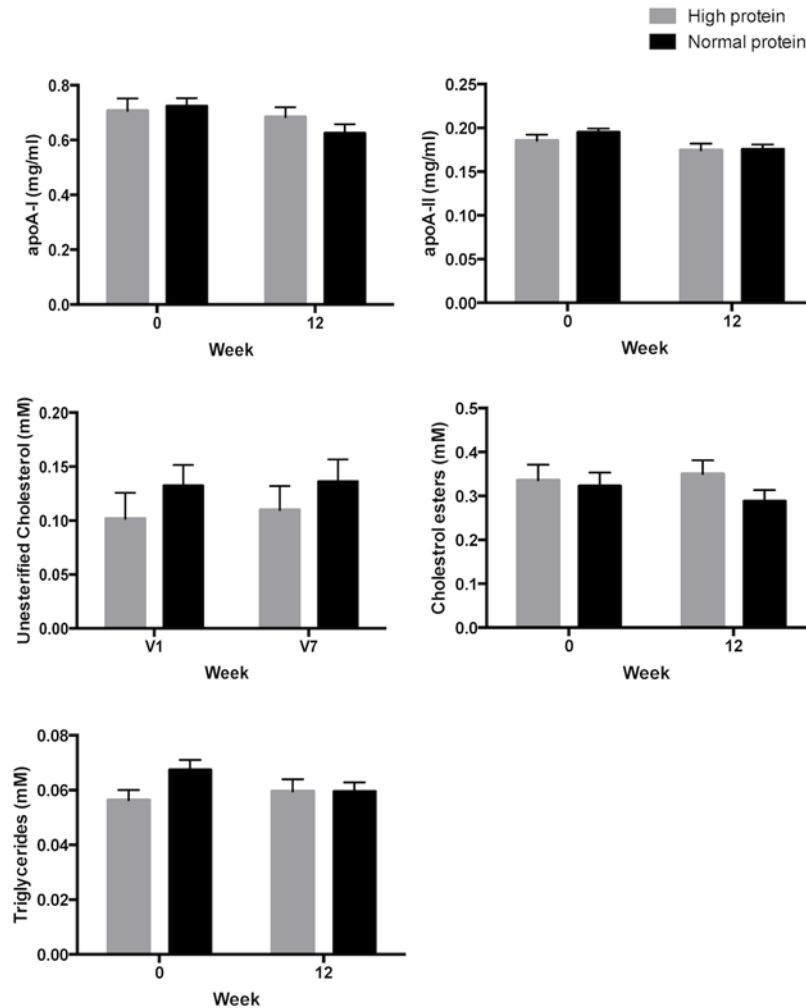 High protein
Normal protein
apoA-I (mg/ml)
0.8
0.6
0.4
0.2
0.0
0
12
Week
apoA-II (mg/ml)
0.25
0.20
0.15
0.10
0.05
0.00
0
12
Week
Unesterified Cholesterol (mM)
0.20
0.15
0.10
0.05
0.00
V1
V7
Week
Cholestrol esters (mM)
0.5
0.4
0.3
0.2
0.1
0.0
0
12
Week
Triglycerides (mM)
0.08
0.06
0.04
0.02
0.00
0
12
Week